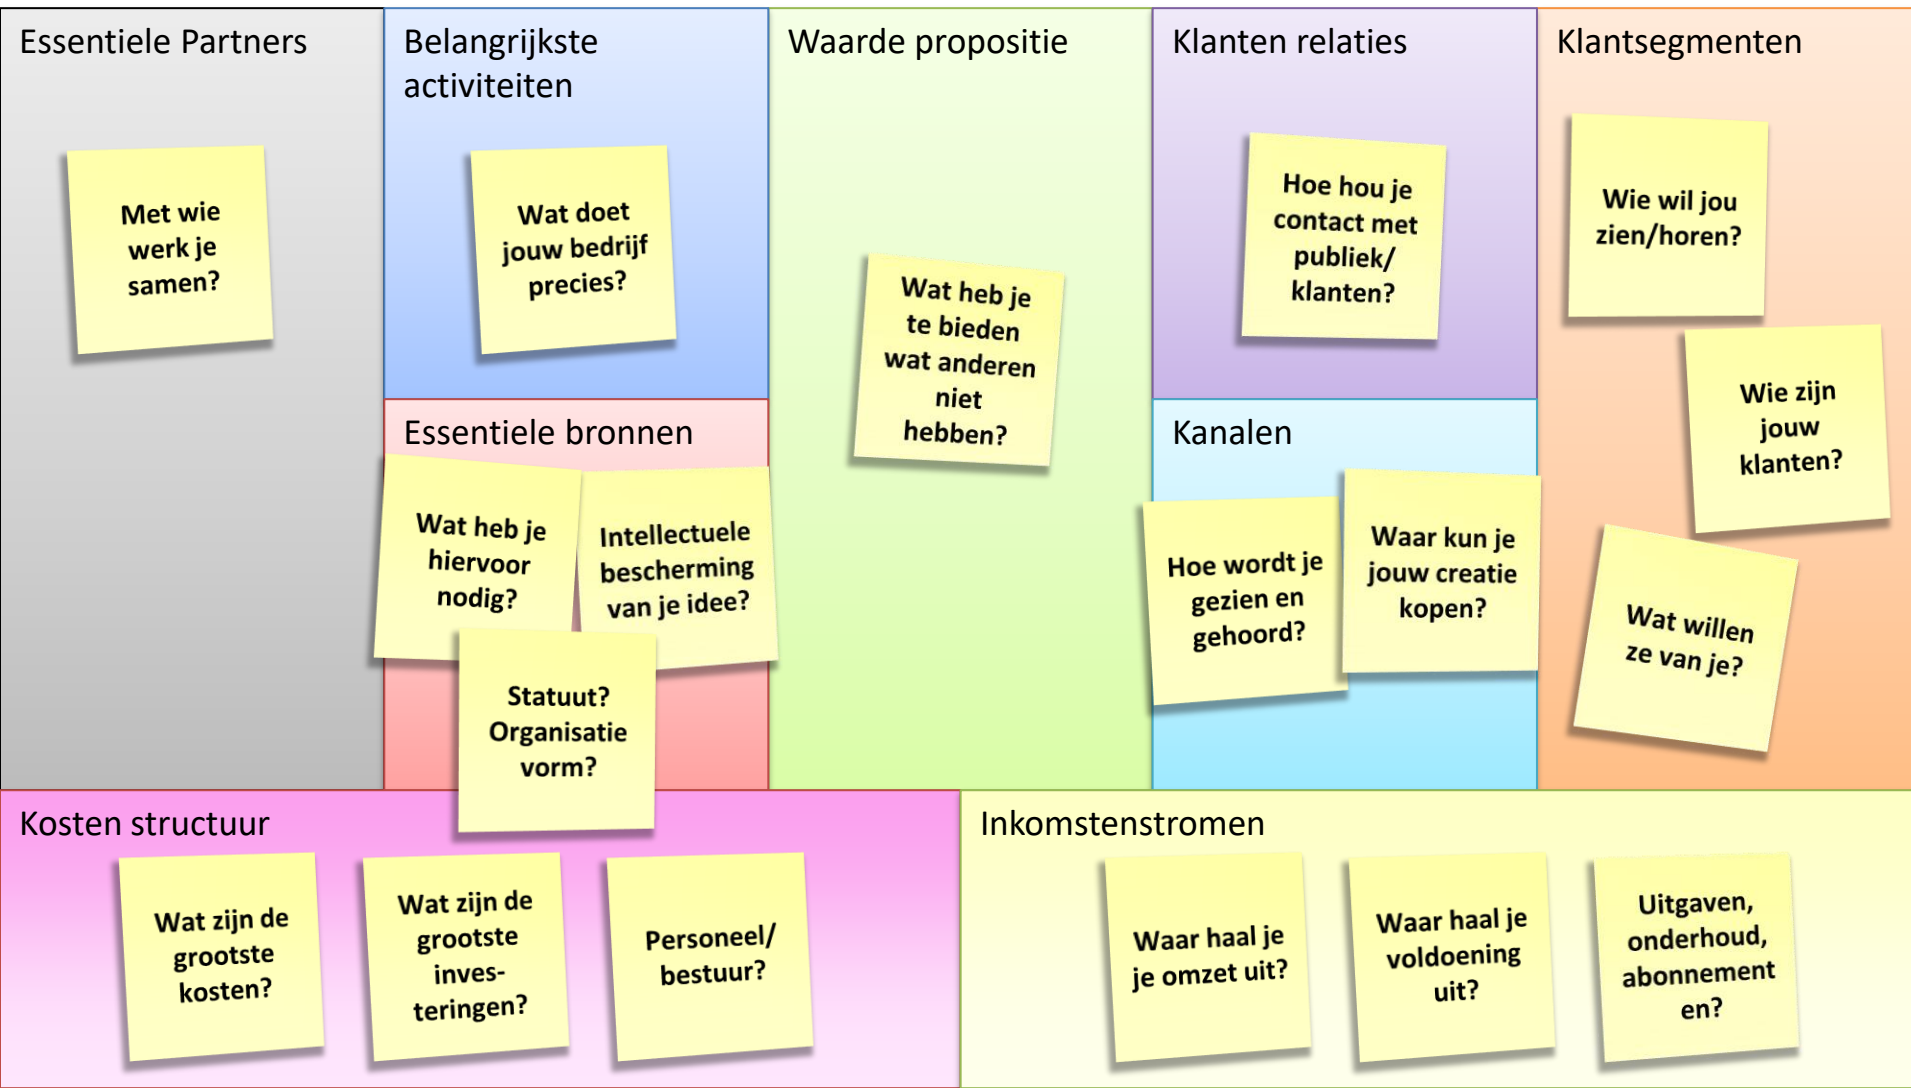 Essentiele Partners
Met wie
werk je
samen?
Belangrijkste
activiteiten
Wat doet
jouw bedrijf
precies?
Essentiele bronnen
Wat heb je
hiervoor
nodig?
Intellectuele
bescherming
van je idee?
Statuut?
Organisatie
vorm?
Waarde propositie
Wat heb je
te bieden
wat anderen
niet
hebben?
Klanten relaties
Hoe hou je
contact met
publiek/
klanten?
Kanalen
Hoe wordt je
gezien en
gehoord?
Waar kun je
jouw creatie
kopen?
Klantsegmenten
Wie wil jou
zien/horen?
Wie zijn
jouw
klanten?
Wat willen
ze van je?
Kosten structuur
Wat zijn de
grootste
kosten?
Wat zijn de
grootste
inves-
teringen?
Personeel/
bestuur?
Inkomstenstromen
Waar haal je
je omzet uit?
Waar haal je
voldoening
uit?
Uitgaven,
onderhoud,
abonnement
en?